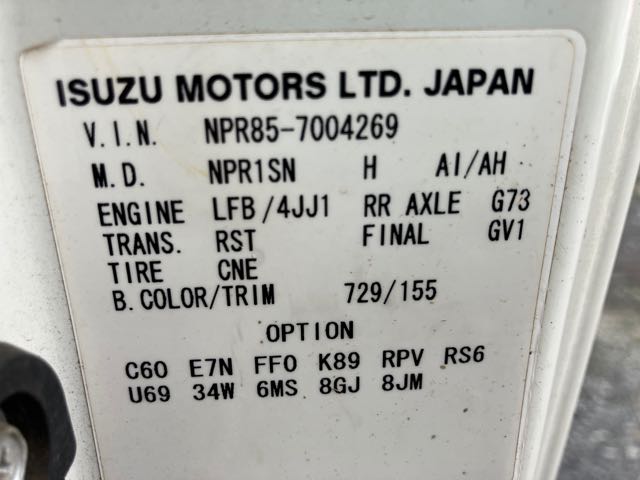 ISUZU MOTORS LTD. JAPAN
V.I.N. NPR85-7004269
M.D. NPR1SN H AI/AH
ENGINE LFB/4JJ1 RR AXLE G73
TRANS. RST FINAL GV1
TIRE CNE
B.COLOR/TRIM 729/155
OPTION
C60 E7N FF0 K89 RPV RS6
U69 34W 6MS 8GJ 8JM